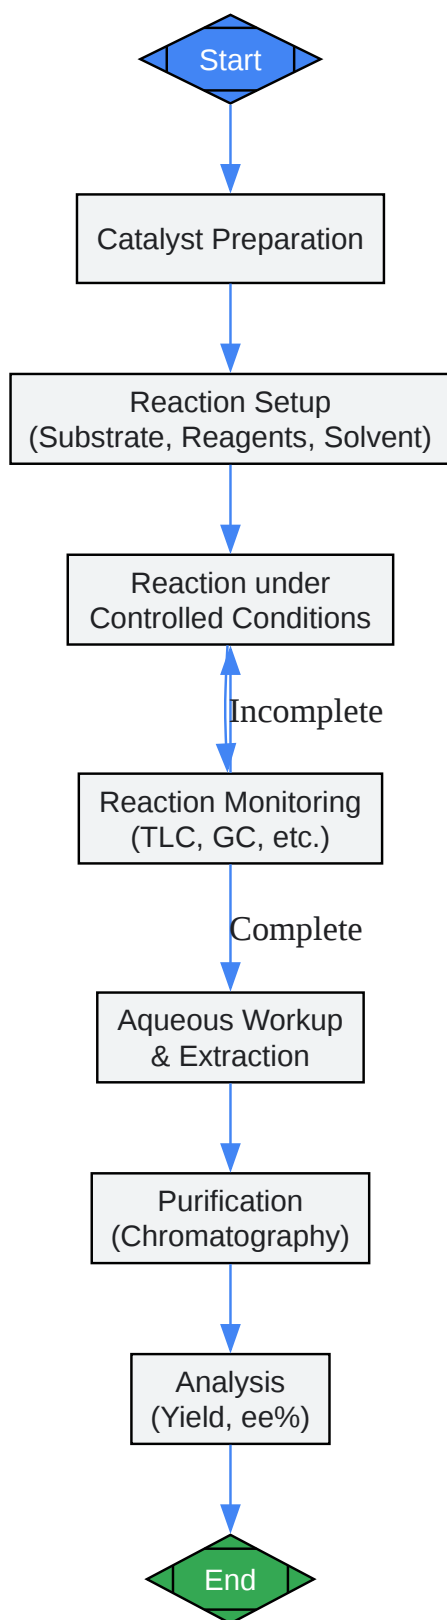 Start
Catalyst Preparation
Reaction Setup
(Substrate, Reagents, Solvent)
Reaction under
Controlled Conditions
Incomplete
Reaction Monitoring
(TLC, GC, etc.)
Complete
Aqueous Workup
& Extraction
Purification
(Chromatography)
Analysis
(Yield, ee%)
End